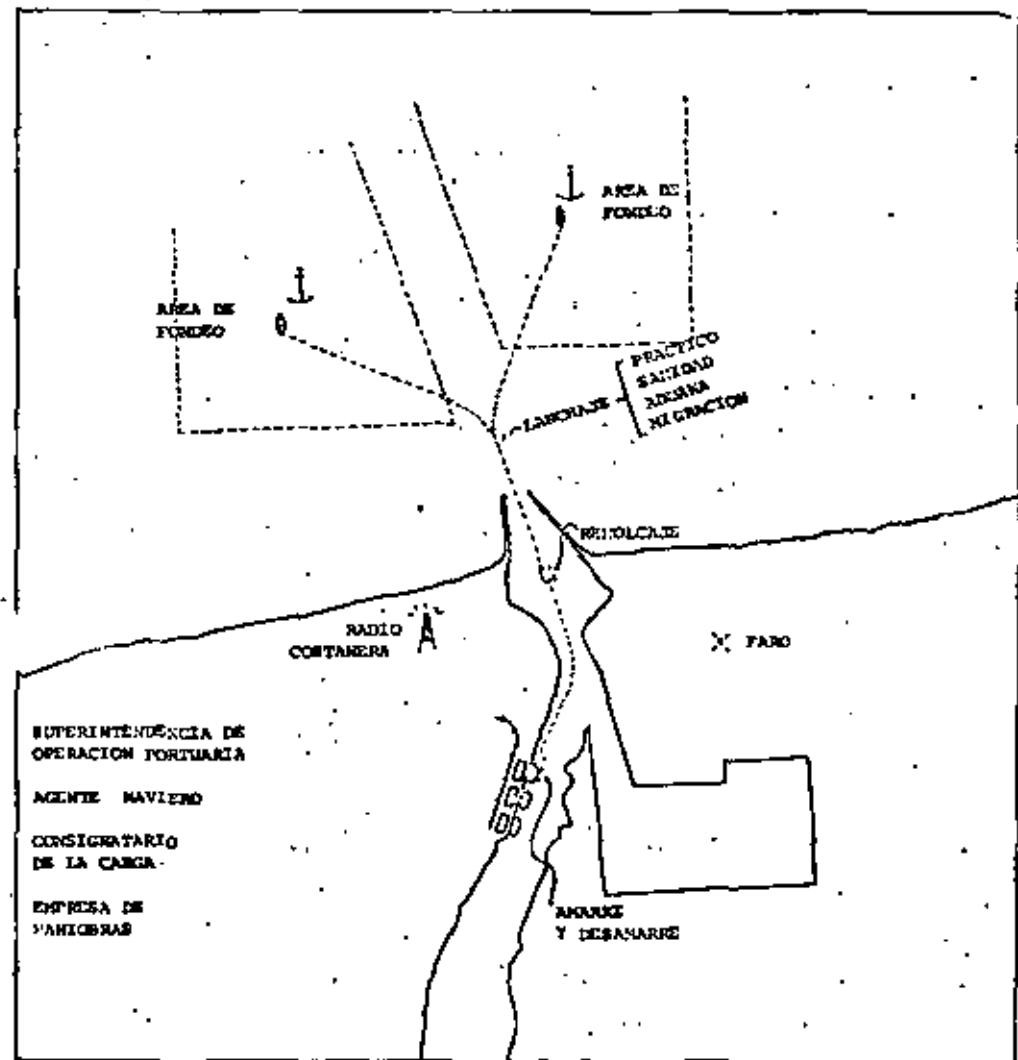 AREA DE
FONDEO
AREA DE
FONDEO
PRACTICO
SANIDAD
ADUANA
MIGRACION
LANCHAJE
REMOLCAJE
RADIO
COSTANERA
FARO
SUPERINTENDENCIA DE
OPERACION PORTUARIA
AGENTE NAVIERO
CONSIGNATARIO
DE LA CARGA
EMPRESA DE
MANIOBRAS
AMARRE
Y DESAMARRE